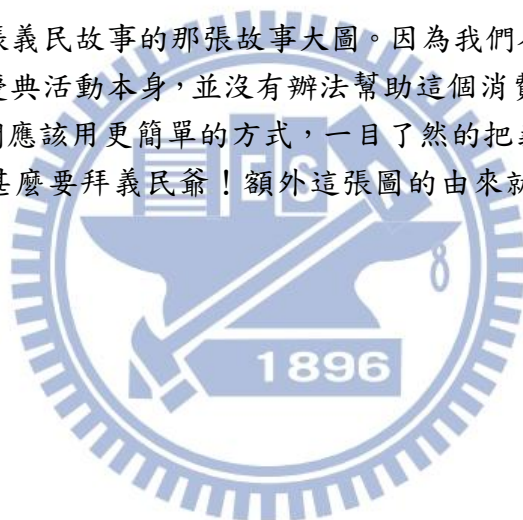 張義民故事的那張故事大圖。因為我們
慶典活動本身,並沒有辦法幫助這個消
應該用更簡單的方式,一目了然的把
甚麼要拜義民爺!額外這張圖的由來就
ES
1896